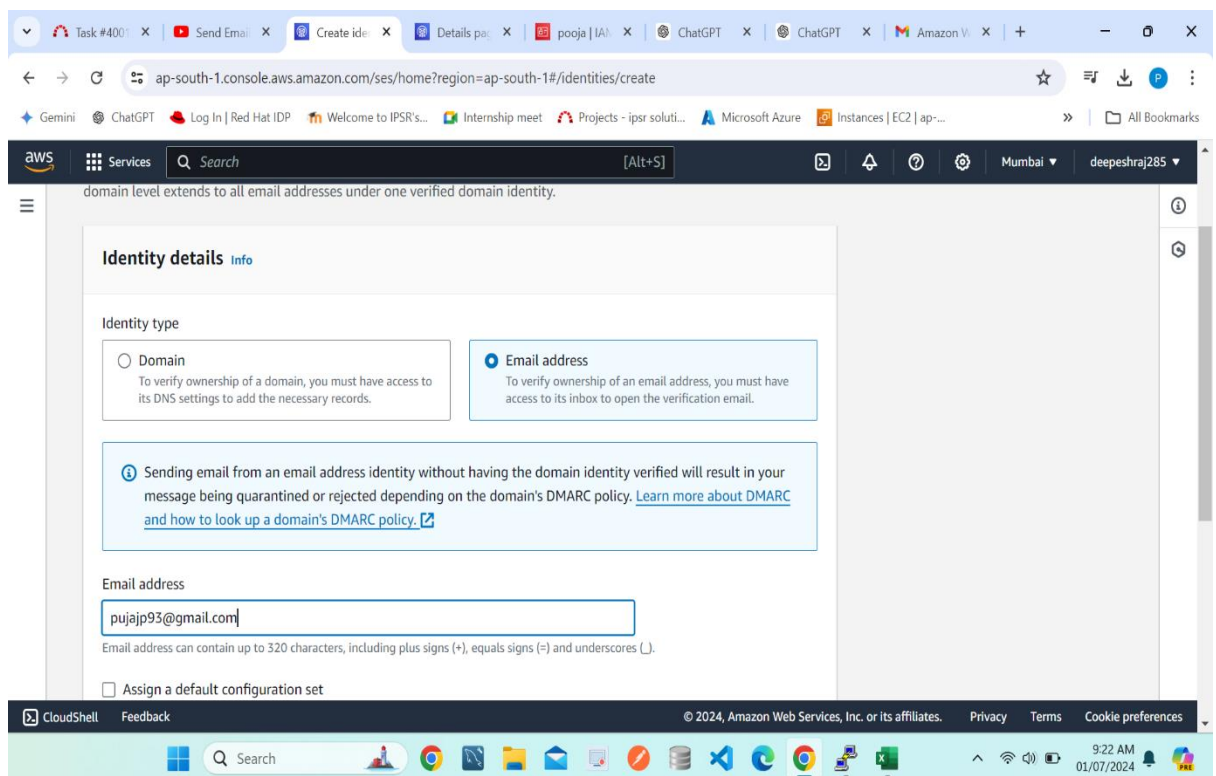 Task #4001
Send Emai
Create iden
Details pag
pooja | IAM
ChatGPT
ChatGPT
Amazon W
ap-south-1.console.aws.amazon.com/ses/home?region=ap-south-1#/identities/create
P
Gemini
ChatGPT
Log In | Red Hat IDP
Welcome to IPSR's...
Internship meet
Projects - ipsr soluti...
Microsoft Azure
Instances | EC2 | ap-...
»
All Bookmarks
aws
Services
Search
[Alt+S]
Mumbai ▼
deepeshraj285 ▼
domain level extends to all email addresses under one verified domain identity.
Identity details Info
Identity type
Domain
To verify ownership of a domain, you must have access to
its DNS settings to add the necessary records.
Email address
To verify ownership of an email address, you must have
access to its inbox to open the verification email.
Sending email from an email address identity without having the domain identity verified will result in your
message being quarantined or rejected depending on the domain's DMARC policy. Learn more about DMARC
and how to look up a domain's DMARC policy.
Email address
pujajp93@gmail.com
Email address can contain up to 320 characters, including plus signs (+), equals signs (=) and underscores (_).
Assign a default configuration set
CloudShell
Feedback
© 2024, Amazon Web Services, Inc. or its affiliates.
Privacy
Terms
Cookie preferences
Search
9:22 AM
01/07/2024
PRE